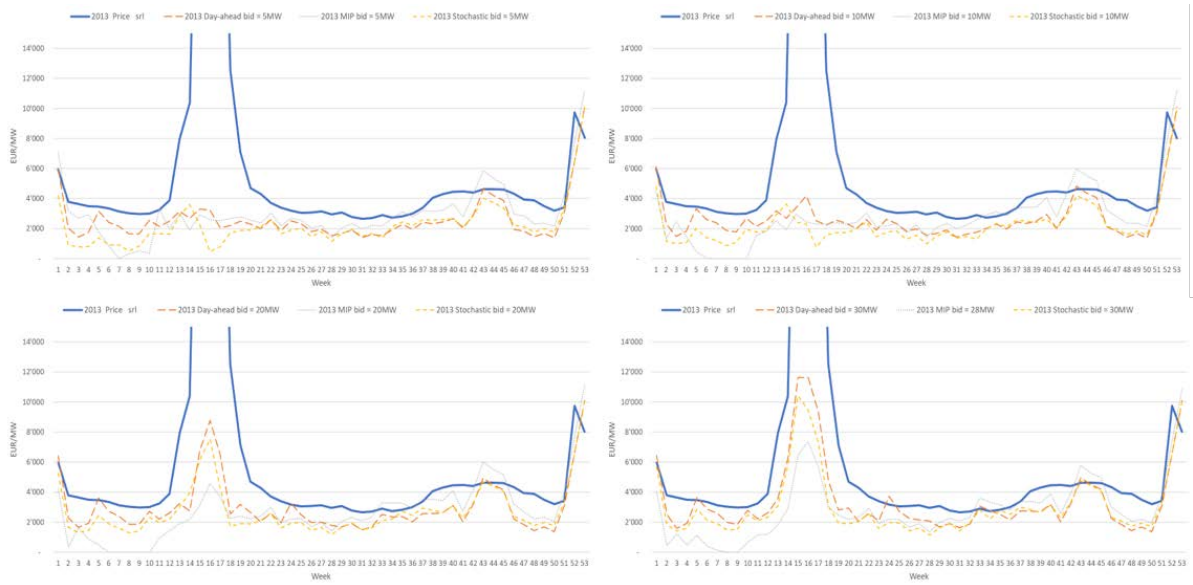 2013 Price srl 2013 Day-ahead bid = 5MW 2013 MIP bid = 5MW 2013 Stochastic bid = 5MW
14'000
12'000
10'000
8'000
6'000
4'000
2'000
-
EUR/MW
1 2 3 4 5 6 7 8 9 10 11 12 13 14 15 16 17 18 19 20 21 22 23 24 25 26 27 28 29 30 31 32 33 34 35 36 37 38 39 40 41 42 43 44 45 46 47 48 49 50 51 52 53
Week
2013 Price srl 2013 Day-ahead bid = 10MW 2013 MIP bid = 10MW 2013 Stochastic bid = 10MW
14'000
12'000
10'000
8'000
6'000
4'000
2'000
-
EUR/MW
1 2 3 4 5 6 7 8 9 10 11 12 13 14 15 16 17 18 19 20 21 22 23 24 25 26 27 28 29 30 31 32 33 34 35 36 37 38 39 40 41 42 43 44 45 46 47 48 49 50 51 52 53
Week
2013 Price srl 2013 Day-ahead bid = 20MW 2013 MIP bid = 20MW 2013 Stochastic bid = 20MW
14'000
12'000
10'000
8'000
6'000
4'000
2'000
-
EUR/MW
1 2 3 4 5 6 7 8 9 10 11 12 13 14 15 16 17 18 19 20 21 22 23 24 25 26 27 28 29 30 31 32 33 34 35 36 37 38 39 40 41 42 43 44 45 46 47 48 49 50 51 52 53
Week
2013 Price srl 2013 Day-ahead bid = 30MW 2013 MIP bid = 28MW 2013 Stochastic bid = 30MW
14'000
12'000
10'000
8'000
6'000
4'000
2'000
-
EUR/MW
1 2 3 4 5 6 7 8 9 10 11 12 13 14 15 16 17 18 19 20 21 22 23 24 25 26 27 28 29 30 31 32 33 34 35 36 37 38 39 40 41 42 43 44 45 46 47 48 49 50 51 52 53
Week